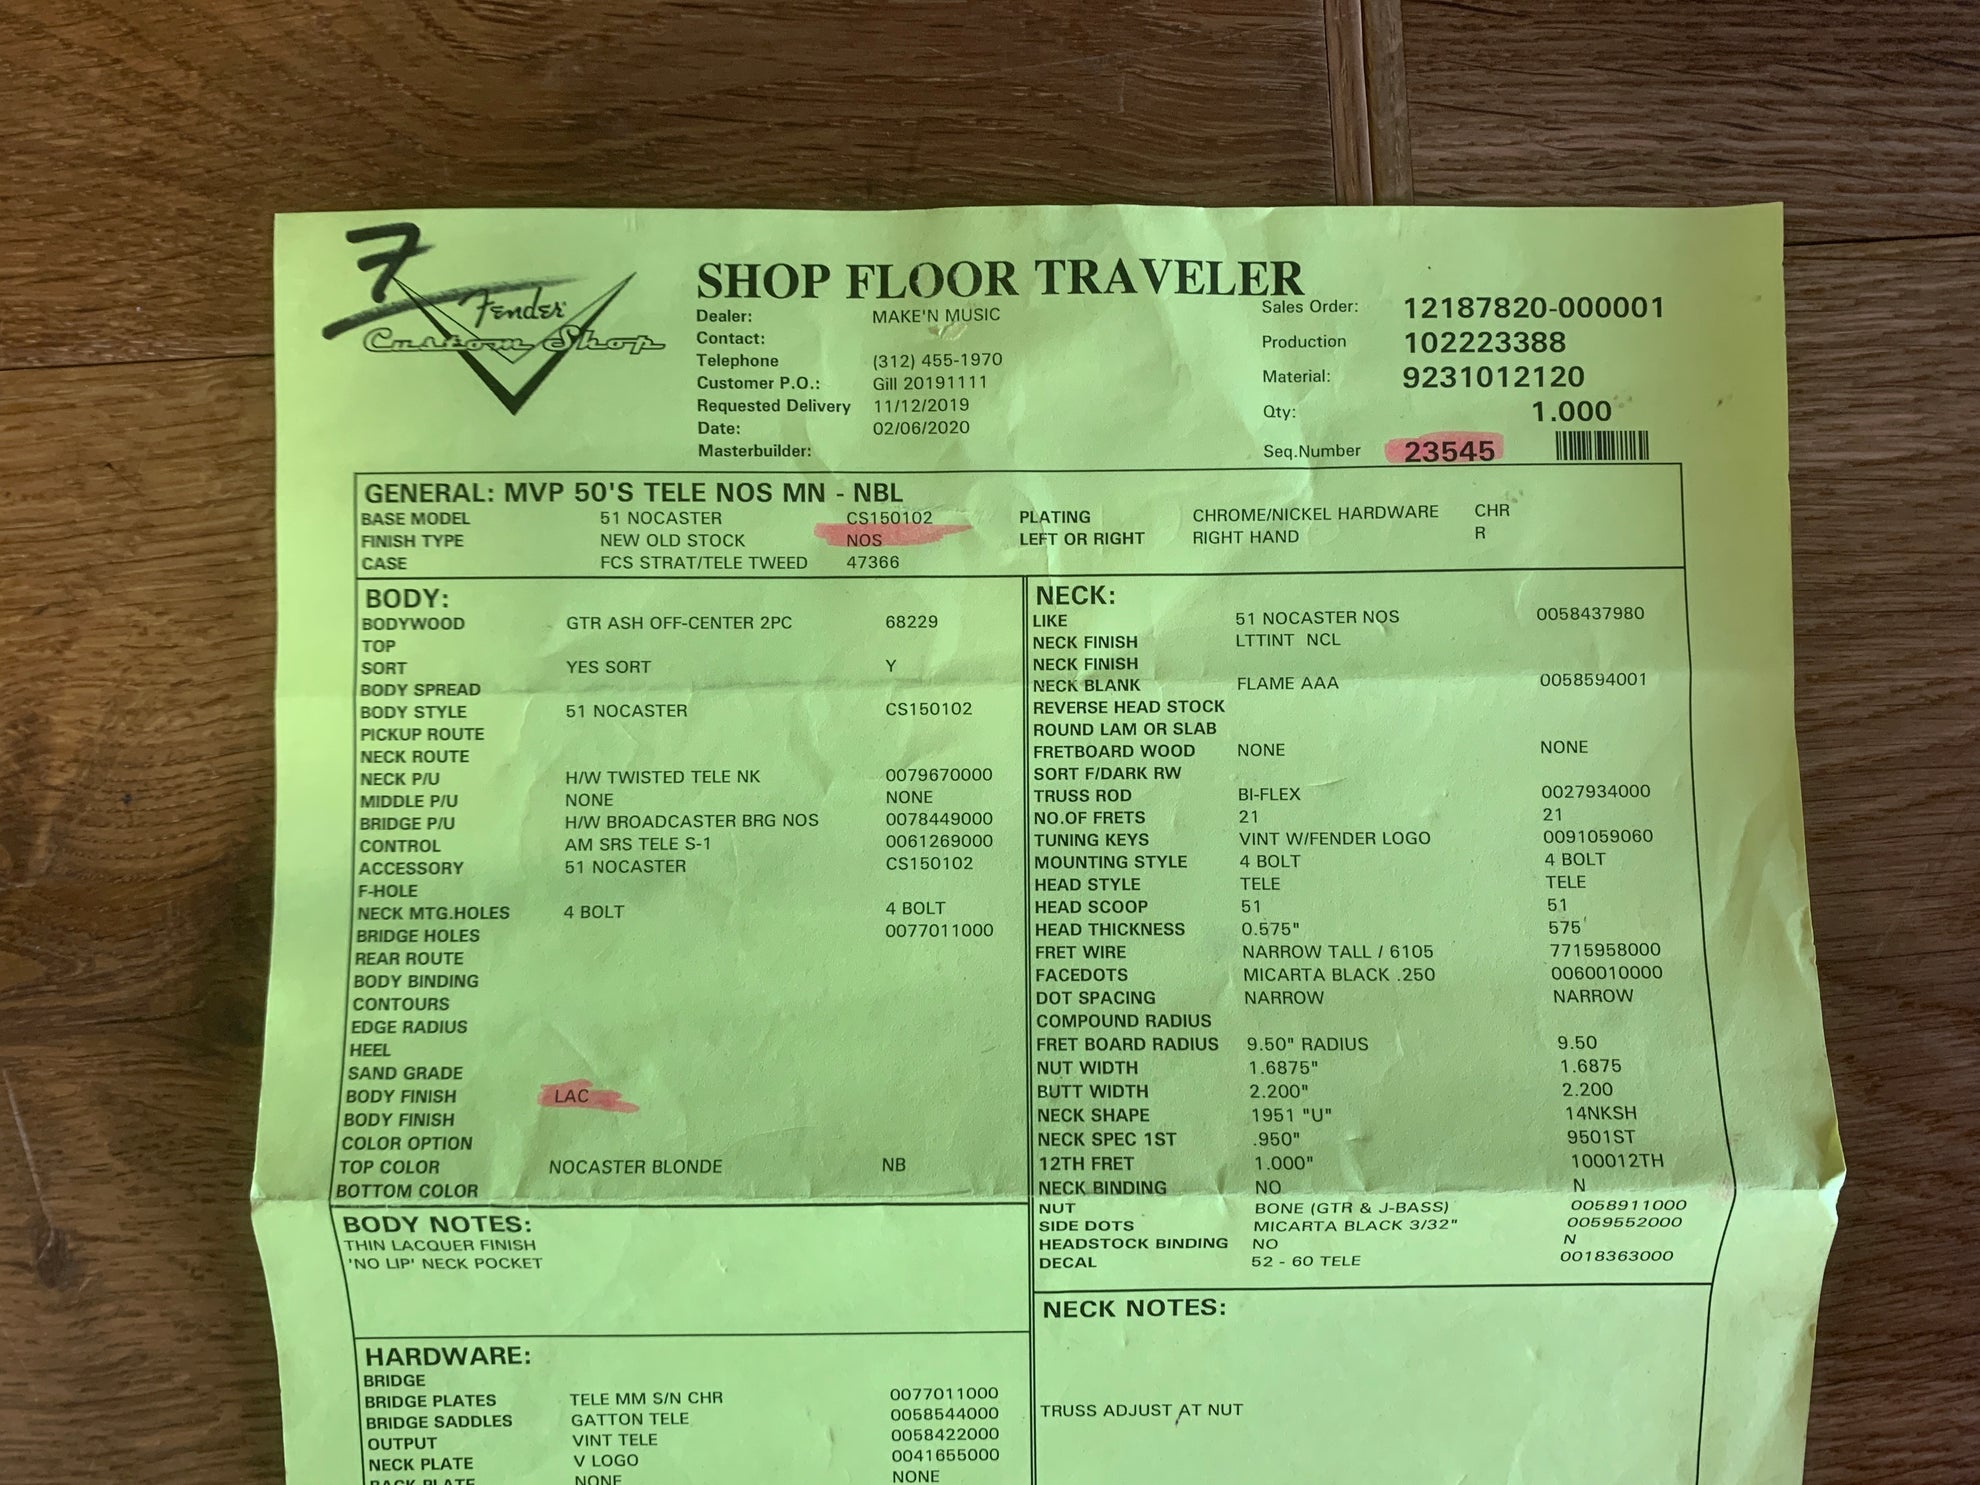 F
Fender
Custom Shop
SHOP FLOOR TRAVELER
Dealer: MAKE'N MUSIC
Contact:
Telephone (312) 455-1970
Customer P.O.: Gill 20191111
Requested Delivery 11/12/2019
Date: 02/06/2020
Masterbuilder:
Sales Order: 12187820-000001
Production 102223388
Material: 9231012120
Qty: 1.000
Seq.Number 23545
GENERAL: MVP 50'S TELE NOS MN - NBL
BASE MODEL 51 NOCASTER CS150102 PLATING CHROME/NICKEL HARDWARE CHR
FINISH TYPE NEW OLD STOCK NOS LEFT OR RIGHT RIGHT HAND R
CASE FCS STRAT/TELE TWEED 47366
BODY:
BODYWOOD GTR ASH OFF-CENTER 2PC 68229
TOP
SORT YES SORT Y
BODY SPREAD
BODY STYLE 51 NOCASTER CS150102
PICKUP ROUTE
NECK ROUTE
NECK P/U H/W TWISTED TELE NK 0079670000
MIDDLE P/U NONE NONE
BRIDGE P/U H/W BROADCASTER BRG NOS 0078449000
CONTROL AM SRS TELE S-1 0061269000
ACCESSORY 51 NOCASTER CS150102
F-HOLE
NECK MTG.HOLES 4 BOLT 4 BOLT
BRIDGE HOLES 0077011000
REAR ROUTE
BODY BINDING
CONTOURS
EDGE RADIUS
HEEL
SAND GRADE
BODY FINISH LAC
BODY FINISH
COLOR OPTION
TOP COLOR NOCASTER BLONDE NB
BOTTOM COLOR
BODY NOTES:
THIN LACQUER FINISH
'NO LIP' NECK POCKET
HARDWARE:
BRIDGE
BRIDGE PLATES TELE MM S/N CHR 0077011000
BRIDGE SADDLES GATTON TELE 0058544000
OUTPUT VINT TELE 0058422000
NECK PLATE V LOGO 0041655000
BACK PLATE NONE NONE
NECK:
LIKE 51 NOCASTER NOS 0058437980
NECK FINISH LTTINT NCL
NECK FINISH
NECK BLANK FLAME AAA 0058594001
REVERSE HEAD STOCK
ROUND LAM OR SLAB
FRETBOARD WOOD NONE NONE
SORT F/DARK RW
TRUSS ROD BI-FLEX 0027934000
NO.OF FRETS 21 21
TUNING KEYS VINT W/FENDER LOGO 0091059060
MOUNTING STYLE 4 BOLT 4 BOLT
HEAD STYLE TELE TELE
HEAD SCOOP 51 51
HEAD THICKNESS 0.575" 575
FRET WIRE NARROW TALL / 6105 7715958000
FACEDOTS MICARTA BLACK .250 0060010000
DOT SPACING NARROW NARROW
COMPOUND RADIUS
FRET BOARD RADIUS 9.50" RADIUS 9.50
NUT WIDTH 1.6875" 1.6875
BUTT WIDTH 2.200" 2.200
NECK SHAPE 1951 "U" 14NKSH
NECK SPEC 1ST .950" 9501ST
12TH FRET 1.000" 100012TH
NECK BINDING NO N
NUT BONE (GTR & J-BASS) 0058911000
SIDE DOTS MICARTA BLACK 3/32" 0059552000
HEADSTOCK BINDING NO N
DECAL 52 - 60 TELE 0018363000
NECK NOTES:
TRUSS ADJUST AT NUT